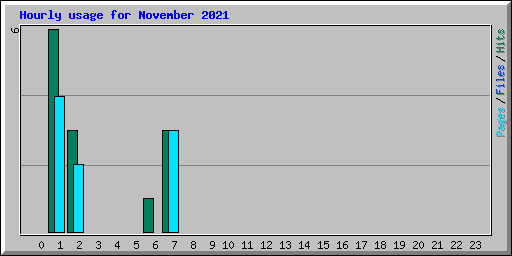 Hourly usage for November 2021
6
Pages/Files/Hits
0 1 2 3 4 5 6 7 8 9 10 11 12 13 14 15 16 17 18 19 20 21 22 23